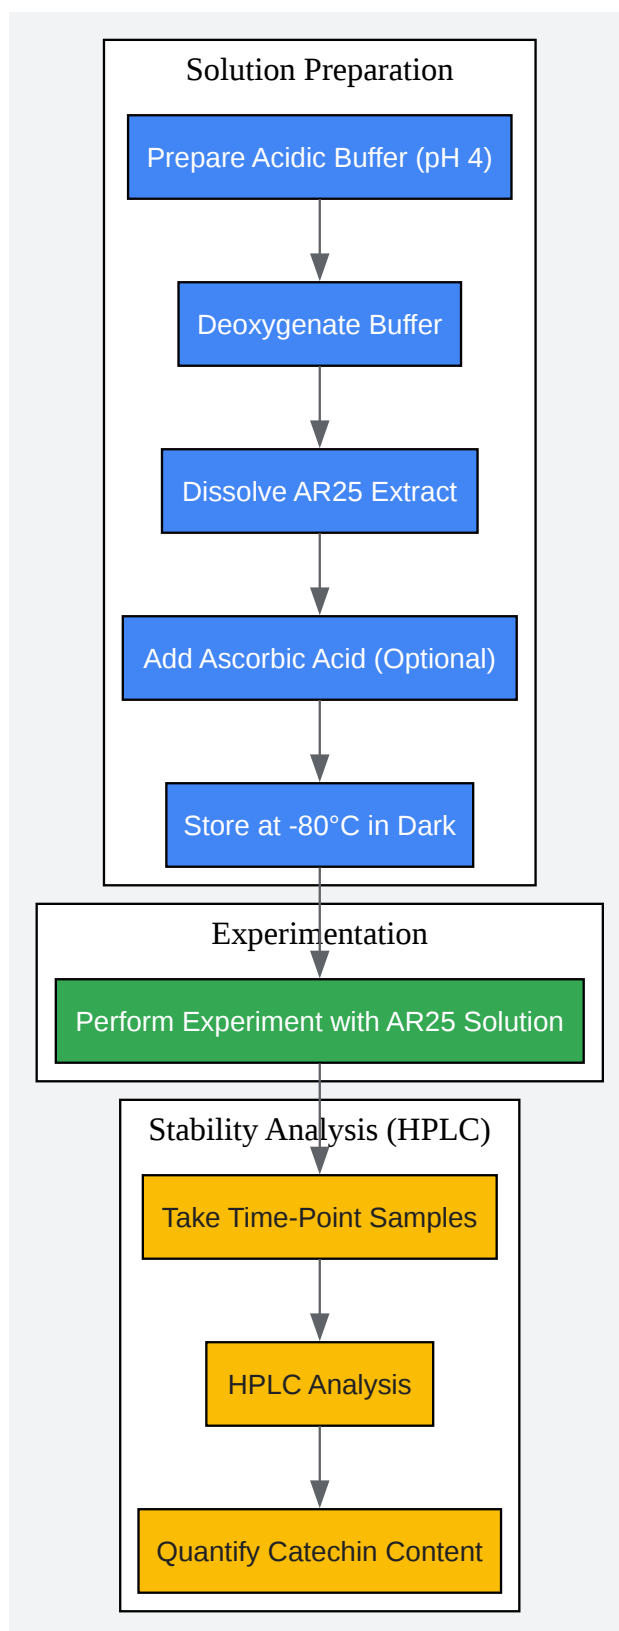 Solution Preparation
Prepare Acidic Buffer (pH 4)
Deoxygenate Buffer
Dissolve AR25 Extract
Add Ascorbic Acid (Optional)
Store at -80°C in Dark
Experimentation
Perform Experiment with AR25 Solution
Stability Analysis (HPLC)
Take Time-Point Samples
HPLC Analysis
Quantify Catechin Content